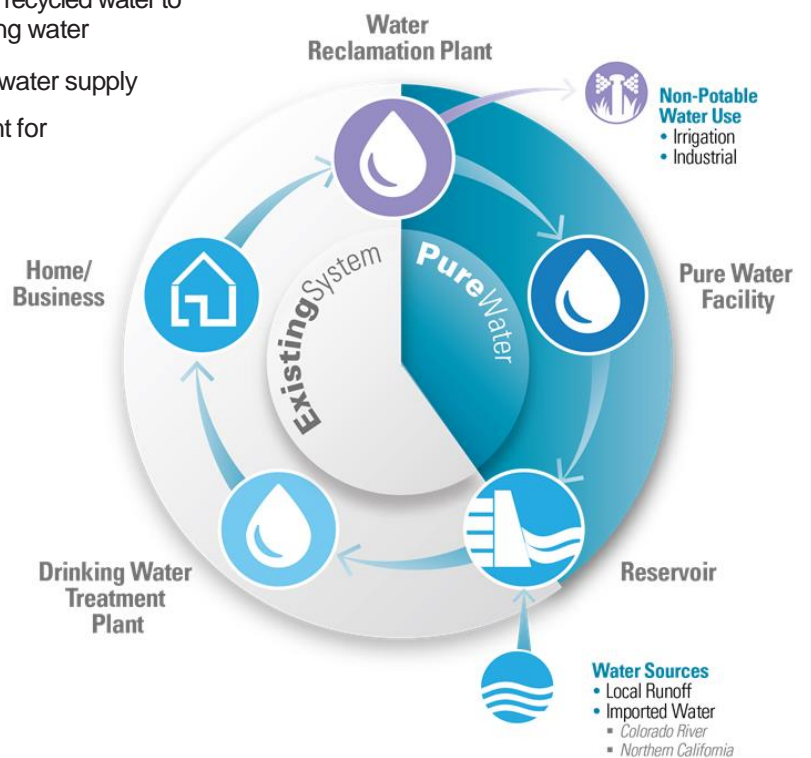 recycled water to
ng water
water supply
t for
Water
Reclamation Plant
Non-Potable
Water Use
• Irrigation
• Industrial
Home/
Business
ExistingSystem
PureWater
Pure Water
Facility
Drinking Water
Treatment
Plant
Reservoir
Water Sources
• Local Runoff
• Imported Water
▪ Colorado River
▪ Northern California